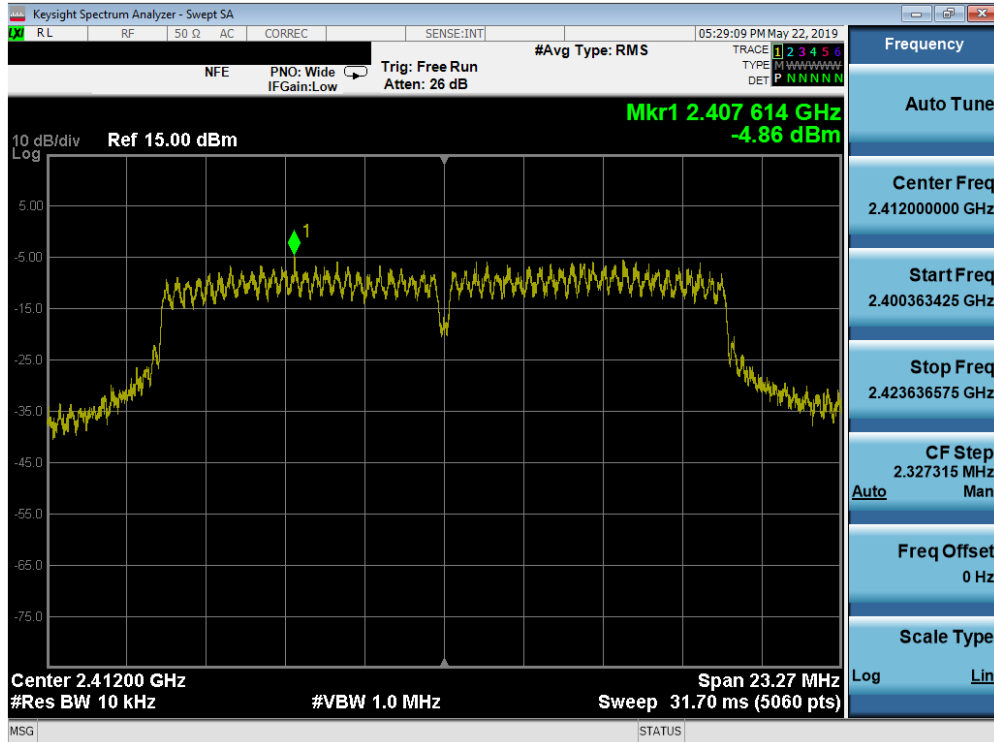 Keysight Spectrum Analyzer - Swept SA
LXI RL RF 50 Ω AC CORREC SENSE:INT 05:29:09 PM May 22, 2019
#Avg Type: RMS
TRACE 1 2 3 4 5 6
NFE PNO: Wide Trig: Free Run TYPE M WWWWW
IFGain:Low Atten: 26 dB DET P N N N N N
Mkr1 2.407 614 GHz
-4.86 dBm
10 dB/div Ref 15.00 dBm
Log
1
5.00
-5.00
-15.0
-25.0
-35.0
-45.0
-55.0
-65.0
-75.0
Center 2.41200 GHz Span 23.27 MHz
#Res BW 10 kHz #VBW 1.0 MHz Sweep 31.70 ms (5060 pts)
MSG STATUS
Frequency
Auto Tune
Center Freq
2.412000000 GHz
Start Freq
2.400363425 GHz
Stop Freq
2.423636575 GHz
CF Step
2.327315 MHz
Auto Man
Freq Offset
0 Hz
Scale Type
Log Lin